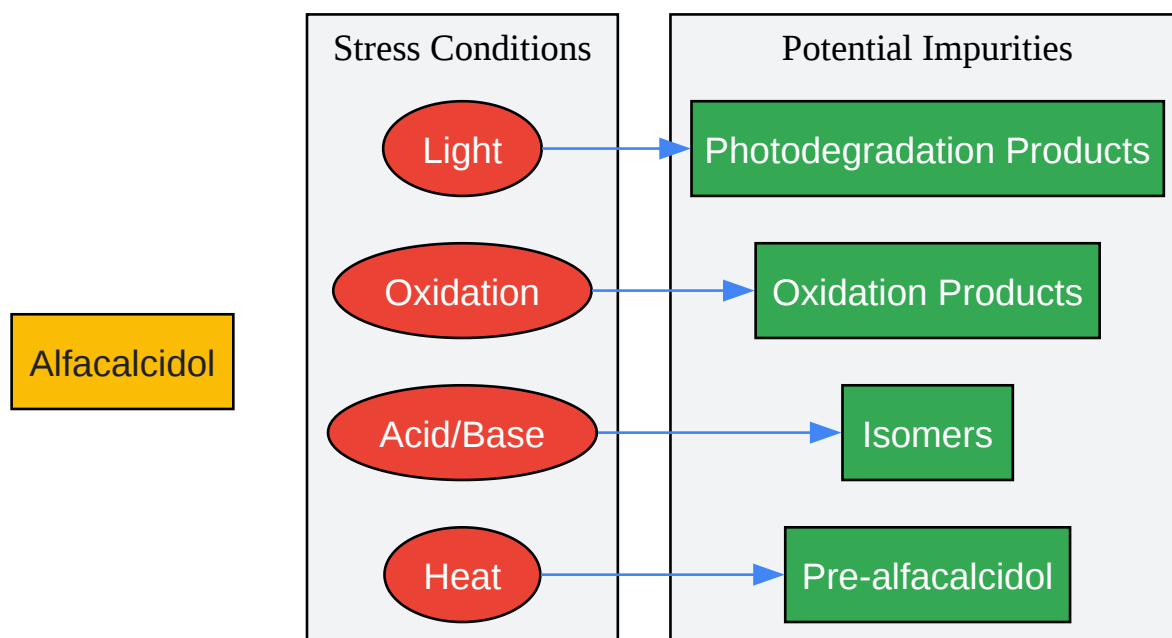 Stress Conditions
Potential Impurities
Light
Photodegradation Products
Oxidation
Oxidation Products
Alfacalcidol
Acid/Base
Isomers
Heat
Pre-alfacalcidol